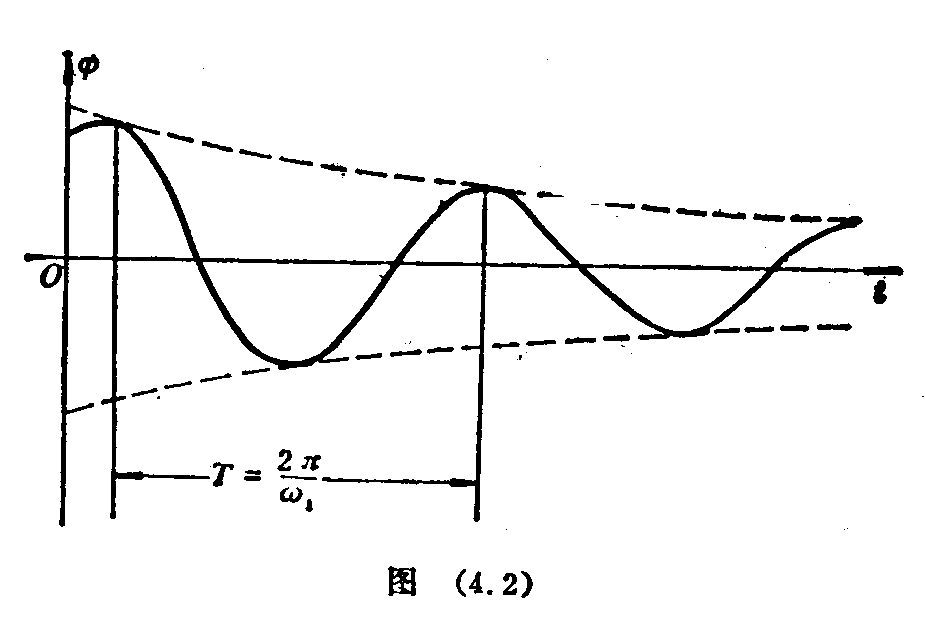 φ
O
t
T = 2π/ω₁
图 (4.2)